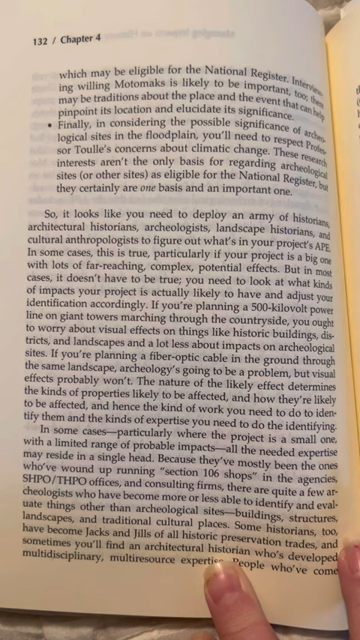 132 / Chapter 4
which may be eligible for the National Register. Interview-
ing willing Motomaks is likely to be important, too; there
may be traditions about the place and the event that can help
pinpoint its location and elucidate its significance.
• Finally, in considering the possible significance of archeo-
logical sites in the floodplain, you'll need to respect Profes-
sor Toulle's concerns about climatic change. These research
interests aren't the only basis for regarding archeological
sites (or other sites) as eligible for the National Register, but
they certainly are one basis and an important one.
So, it looks like you need to deploy an army of historians,
architectural historians, archeologists, landscape historians, and
cultural anthropologists to figure out what's in your project's APE.
In some cases, this is true, particularly if your project is a big one
with lots of far-reaching, complex, potential effects. But in most
cases, it doesn't have to be true; you need to look at what kinds
of impacts your project is actually likely to have and adjust your
identification accordingly. If you're planning a 500-kilovolt power
line on giant towers marching through the countryside, you ought
to worry about visual effects on things like historic buildings, dis-
tricts, and landscapes and a lot less about impacts on archeological
sites. If you're planning a fiber-optic cable in the ground through
the same landscape, archeology's going to be a problem, but visual
effects probably won't. The nature of the likely effect determines
the kinds of properties likely to be affected, and how they're likely
to be affected, and hence the kind of work you need to do to iden-
tify them and the kinds of expertise you need to do the identifying.
In some cases—particularly where the project is a small one,
with a limited range of probable impacts—all the needed expertise
may reside in a single head. Because they've mostly been the ones
who've wound up running "section 106 shops" in the agencies,
SHPO/THPO offices, and consulting firms, there are quite a few ar-
cheologists who have become more or less able to identify and eval-
uate things other than archeological sites—buildings, structures,
landscapes, and traditional cultural places. Some historians, too,
have become Jacks and Jills of all historic preservation trades, and
sometimes you'll find an architectural historian who's developed
multidisciplinary, multiresource expertise. People who've come